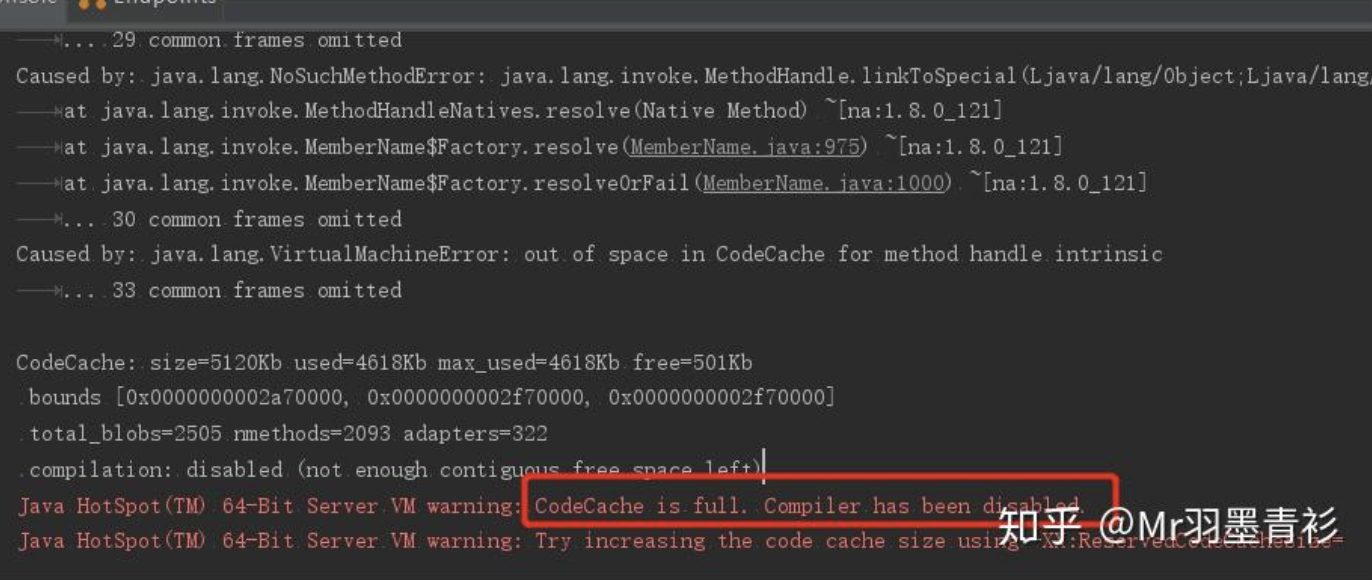 Endpoints
.... 29 common frames omitted
Caused by: java.lang.NoSuchMethodError: java.lang.invoke.MethodHandle.linkToSpecial(Ljava/lang/Object;Ljava/lang/
at java.lang.invoke.MethodHandleNatives.resolve(Native Method) ~[na:1.8.0_121]
at java.lang.invoke.MemberName$Factory.resolve(MemberName.java:975) ~[na:1.8.0_121]
at java.lang.invoke.MemberName$Factory.resolveOrFail(MemberName.java:1000) ~[na:1.8.0_121]
.... 30 common frames omitted
Caused by: java.lang.VirtualMachineError: out of space in CodeCache for method handle intrinsic
.... 33 common frames omitted
CodeCache: size=5120Kb used=4618Kb max_used=4618Kb free=501Kb
bounds [0x0000000002a70000, 0x0000000002f70000, 0x0000000002f70000]
total_blobs=2505 nmethods=2093 adapters=322
compilation: disabled (not enough contiguous free space left)
Java HotSpot(TM) 64-Bit Server VM warning: CodeCache is full. Compiler has been disabled.
Java HotSpot(TM) 64-Bit Server VM warning: Try increasing the code cache size using -XX:ReservedCodeCacheSize=
知乎 @Mr羽墨青衫